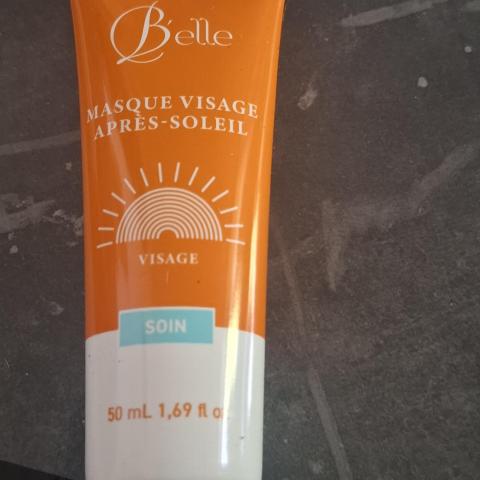 B'elle
MASQUE VISAGE
APRÈS-SOLEIL
VISAGE
SOIN
50 mL 1,69 fl oz